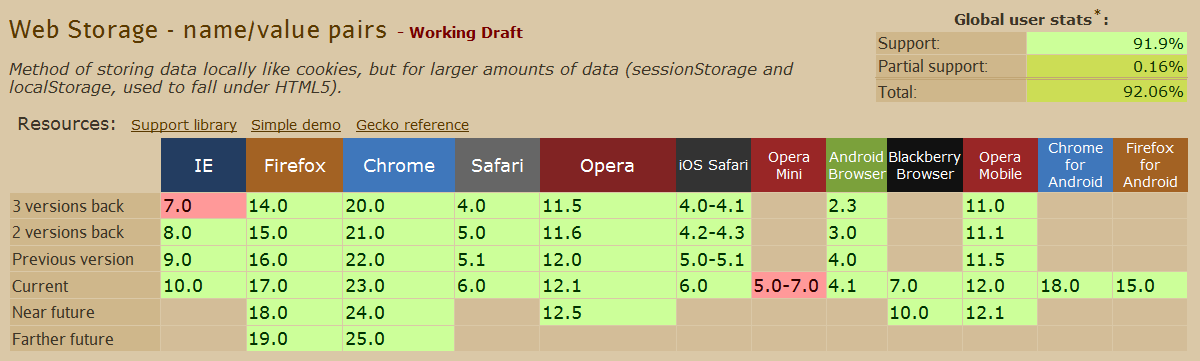 Web Storage - name/value pairs - Working Draft
Global user stats*:
Support: 91.9%
Partial support: 0.16%
Total: 92.06%
Method of storing data locally like cookies, but for larger amounts of data (sessionStorage and
localStorage, used to fall under HTML5).
Resources: Support library Simple demo Gecko reference
IE Firefox Chrome Safari Opera iOS Safari Opera Mini Android Browser Blackberry Browser Opera Mobile Chrome for Android Firefox for Android
3 versions back 7.0 14.0 20.0 4.0 11.5 4.0-4.1 2.3 11.0
2 versions back 8.0 15.0 21.0 5.0 11.6 4.2-4.3 3.0 11.1
Previous version 9.0 16.0 22.0 5.1 12.0 5.0-5.1 4.0 11.5
Current 10.0 17.0 23.0 6.0 12.1 6.0 5.0-7.0 4.1 7.0 12.0 18.0 15.0
Near future 18.0 24.0 12.5 10.0 12.1
Farther future 19.0 25.0